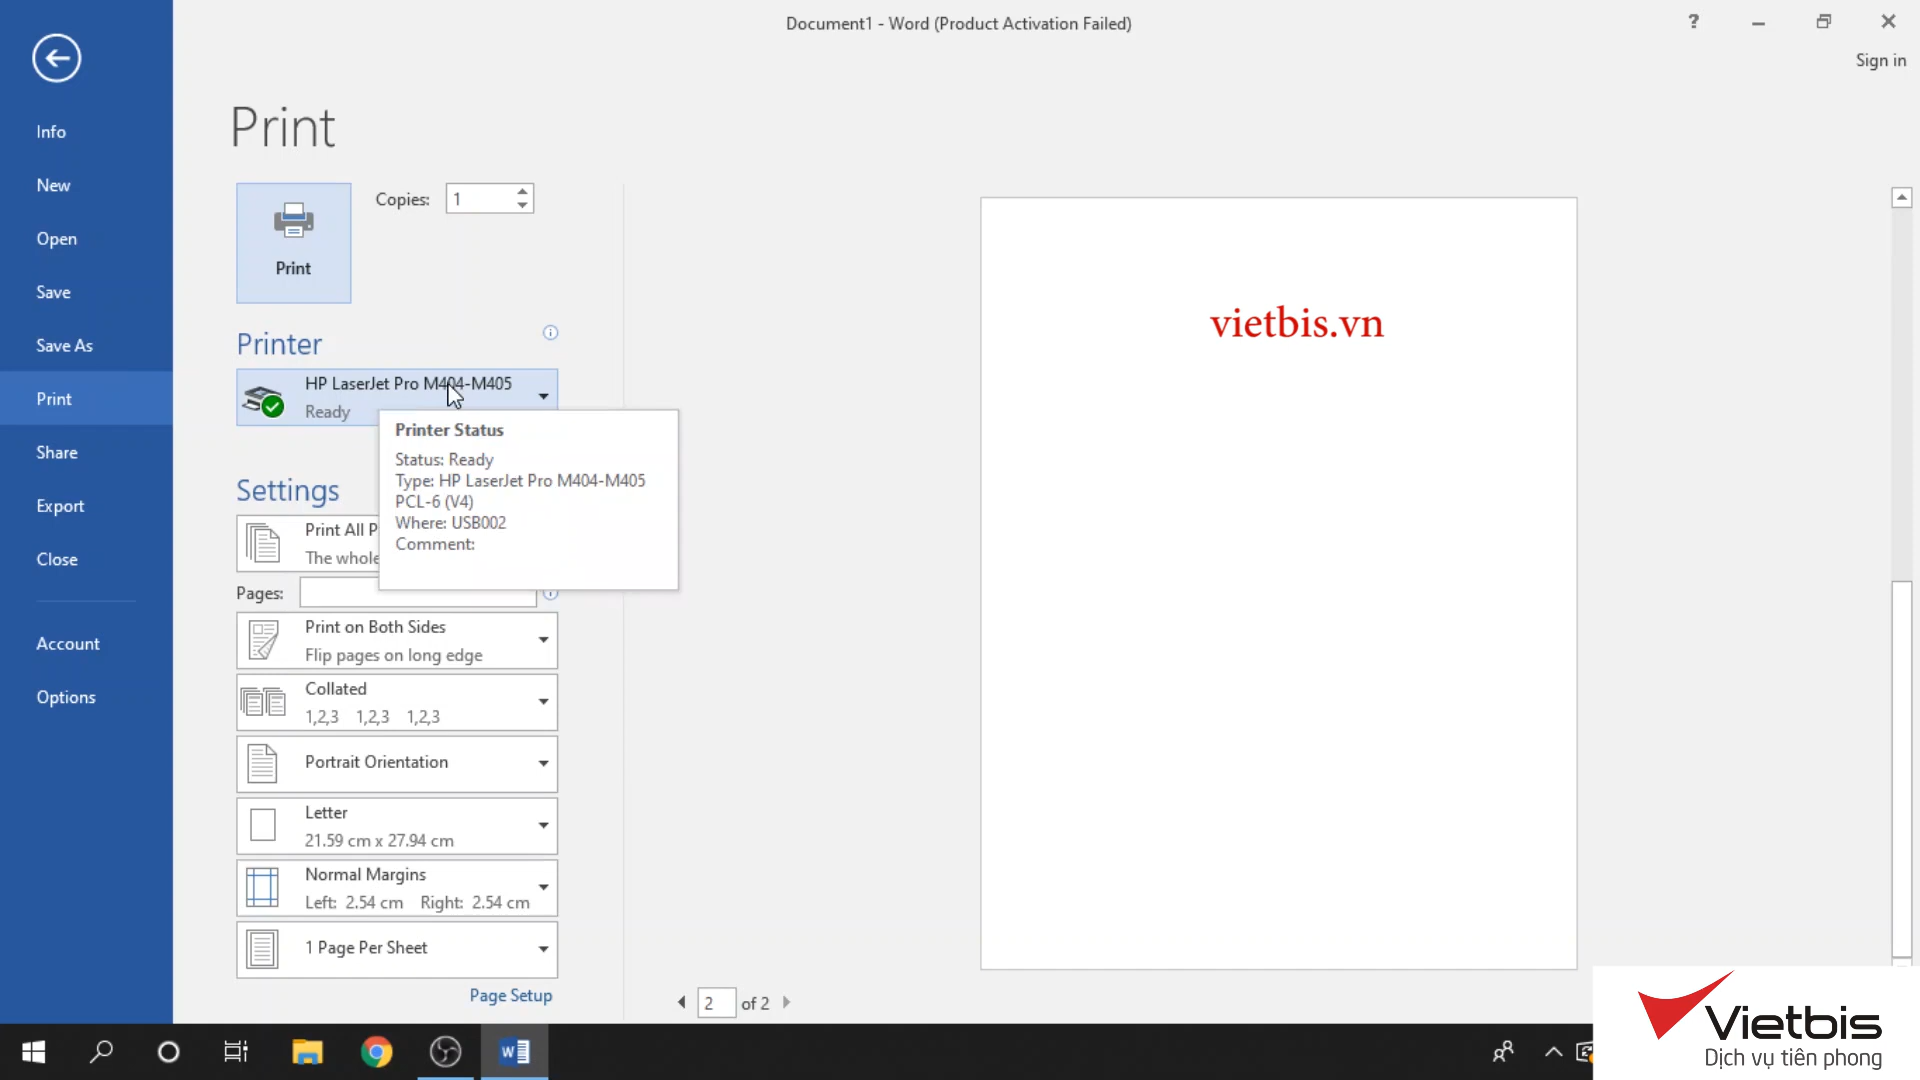 Document1 - Word (Product Activation Failed)
?
Sign in
Info
New
Open
Save
Save As
Print
Share
Export
Close
Account
Options
Print
Print
Copies: 1
Printer
HP LaserJet Pro M404-M405
Ready
Printer Status
Status: Ready
Type: HP LaserJet Pro M404-M405
PCL-6 (V4)
Where: USB002
Comment:
Settings
Print All P
The whole
Pages:
Print on Both Sides
Flip pages on long edge
Collated
1,2,3 1,2,3 1,2,3
Portrait Orientation
Letter
21.59 cm x 27.94 cm
Normal Margins
Left: 2.54 cm Right: 2.54 cm
1 Page Per Sheet
Page Setup
vietbis.vn
2 of 2
Vietbis
Dịch vụ tiên phong